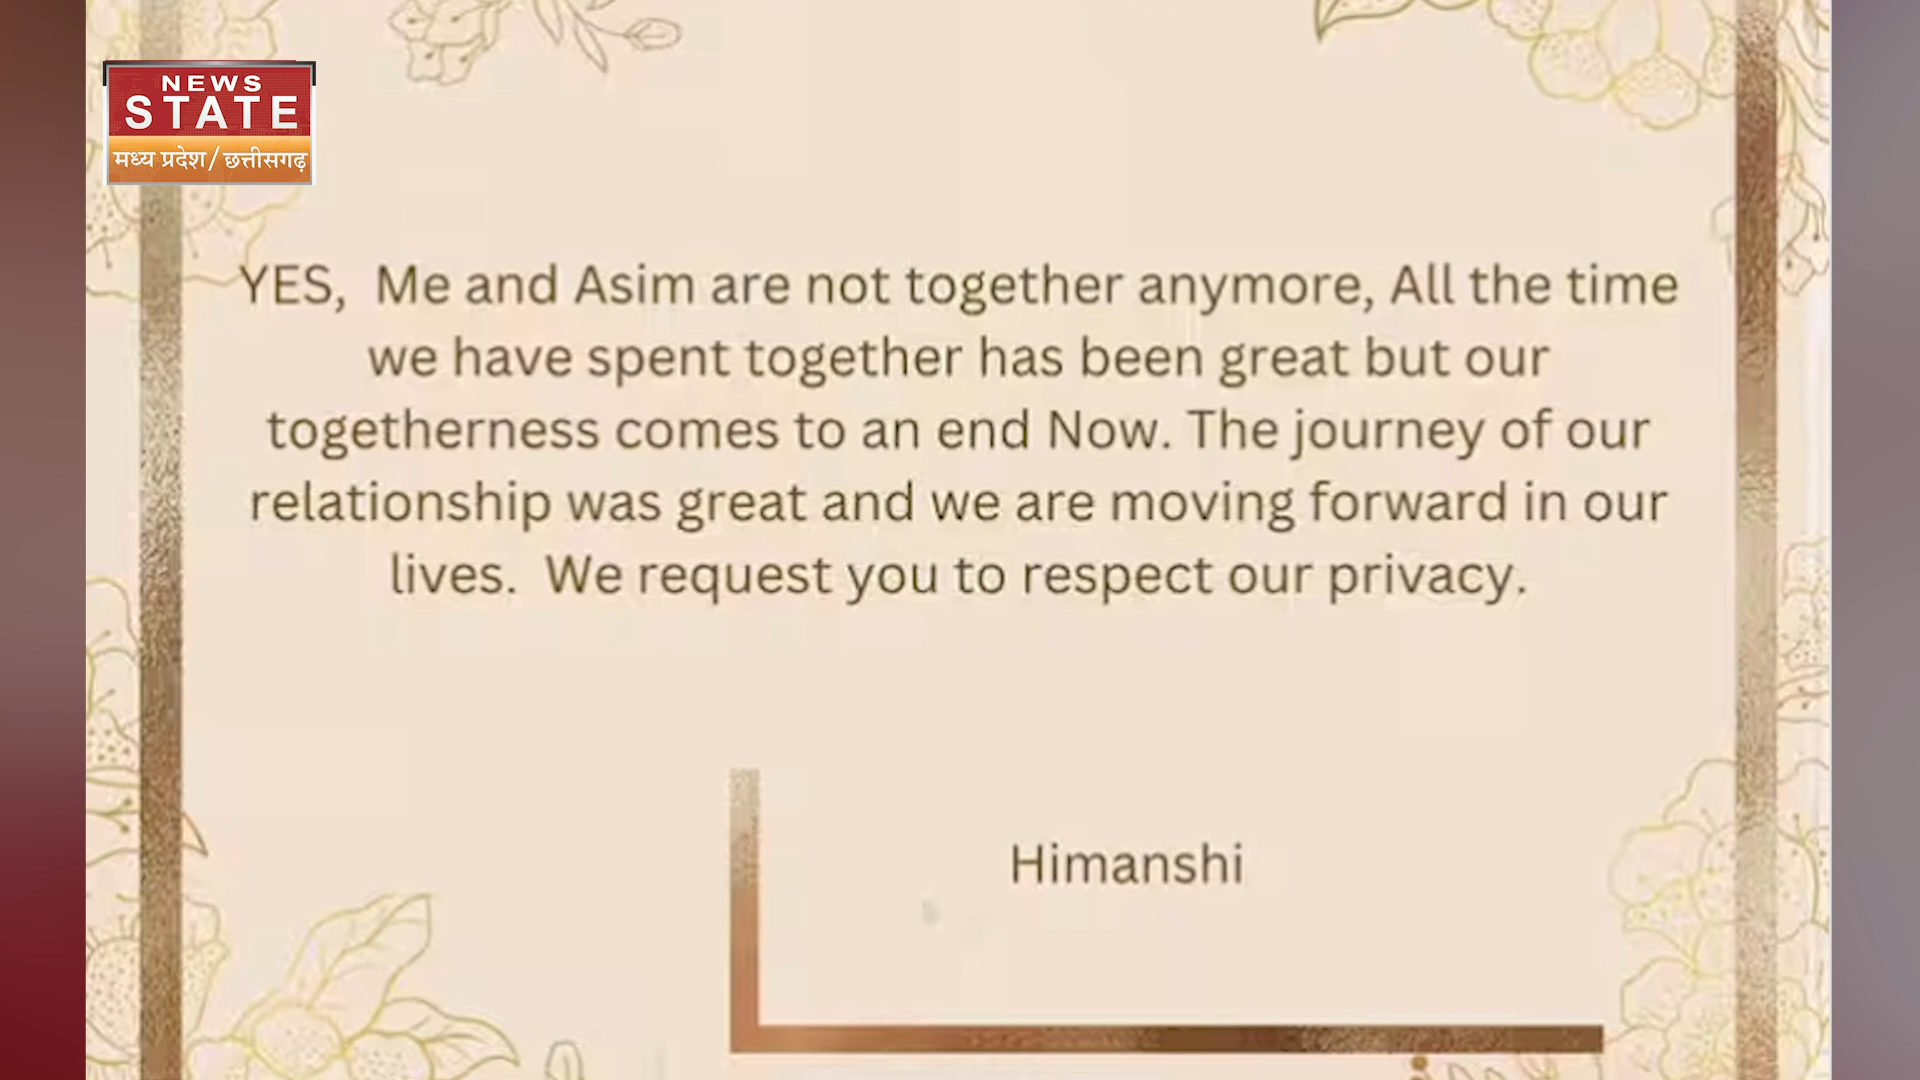 NEWS
STATE
मध्य प्रदेश/छत्तीसगढ़
YES,  Me and Asim are not together anymore, All the time
we have spent together has been great but our
togetherness comes to an end Now. The journey of our
relationship was great and we are moving forward in our
lives.  We request you to respect our privacy.
Himanshi